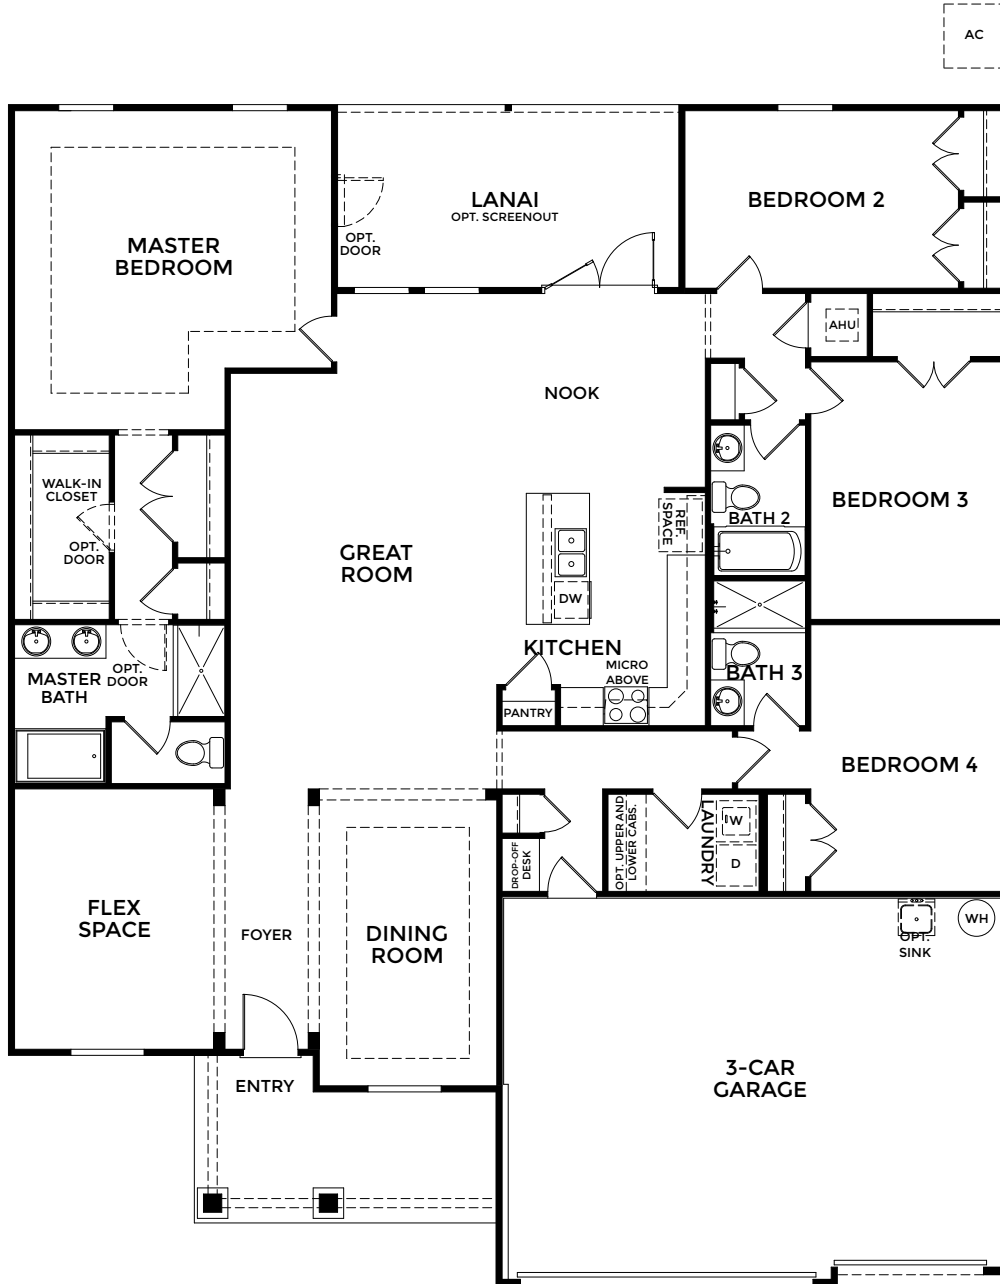 AC
MASTER
BEDROOM
LANAI
OPT. SCREENOUT
OPT.
DOOR
BEDROOM 2
AHU
NOOK
WALK-IN
CLOSET
OPT.
DOOR
GREAT
ROOM
REF.
SPACE
BATH 2
BEDROOM 3
DW
KITCHEN
MICRO
ABOVE
PANTRY
BATH 3
MASTER
BATH
OPT.
DOOR
BEDROOM 4
OPT. UPPER AND
LOWER CABS.
LAUNDRY
W
D
DROP-OFF
DESK
FLEX
SPACE
FOYER
DINING
ROOM
OPT.
SINK
WH
ENTRY
3-CAR
GARAGE